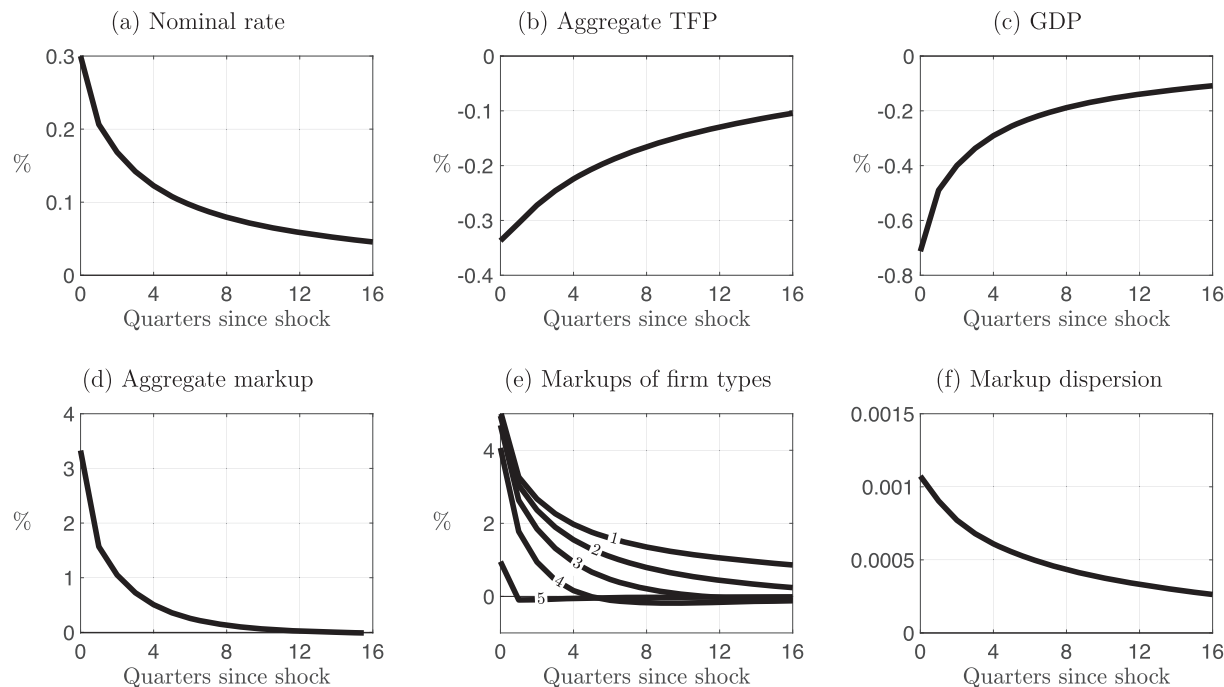 (a) Nominal rate
0.3
0.2
%
0.1
0
0 4 8 12 16
Quarters since shock
(b) Aggregate TFP
0
-0.1
%
-0.2
-0.3
-0.4
0 4 8 12 16
Quarters since shock
(c) GDP
0
-0.2
%
-0.4
-0.6
-0.8
0 4 8 12 16
Quarters since shock
(d) Aggregate markup
4
3
%
2
1
0
0 4 8 12 16
Quarters since shock
(e) Markups of firm types
4
%
2
0
1
2
3
4
5
0 4 8 12 16
Quarters since shock
(f) Markup dispersion
0.0015
0.001
0.0005
0
0 4 8 12 16
Quarters since shock